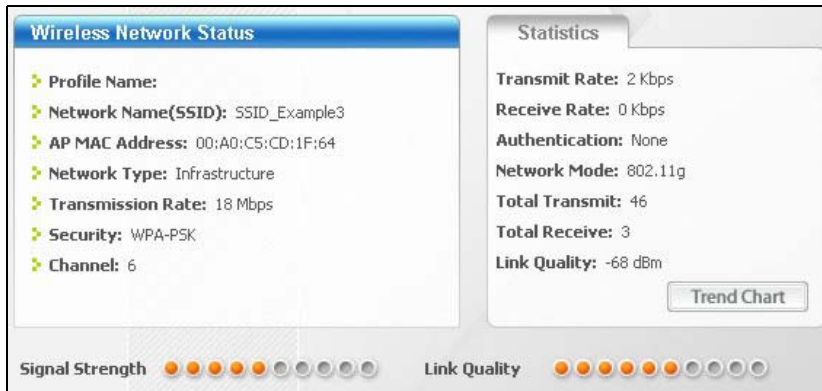 Wireless Network Status
Profile Name:
Network Name(SSID): SSID_Example3
AP MAC Address: 00:A0:C5:CD:1F:64
Network Type: Infrastructure
Transmission Rate: 18 Mbps
Security: WPA-PSK
Channel: 6
Statistics
Transmit Rate: 2 Kbps
Receive Rate: 0 Kbps
Authentication: None
Network Mode: 802.11g
Total Transmit: 46
Total Receive: 3
Link Quality: -68 dBm
Trend Chart
Signal Strength
Link Quality